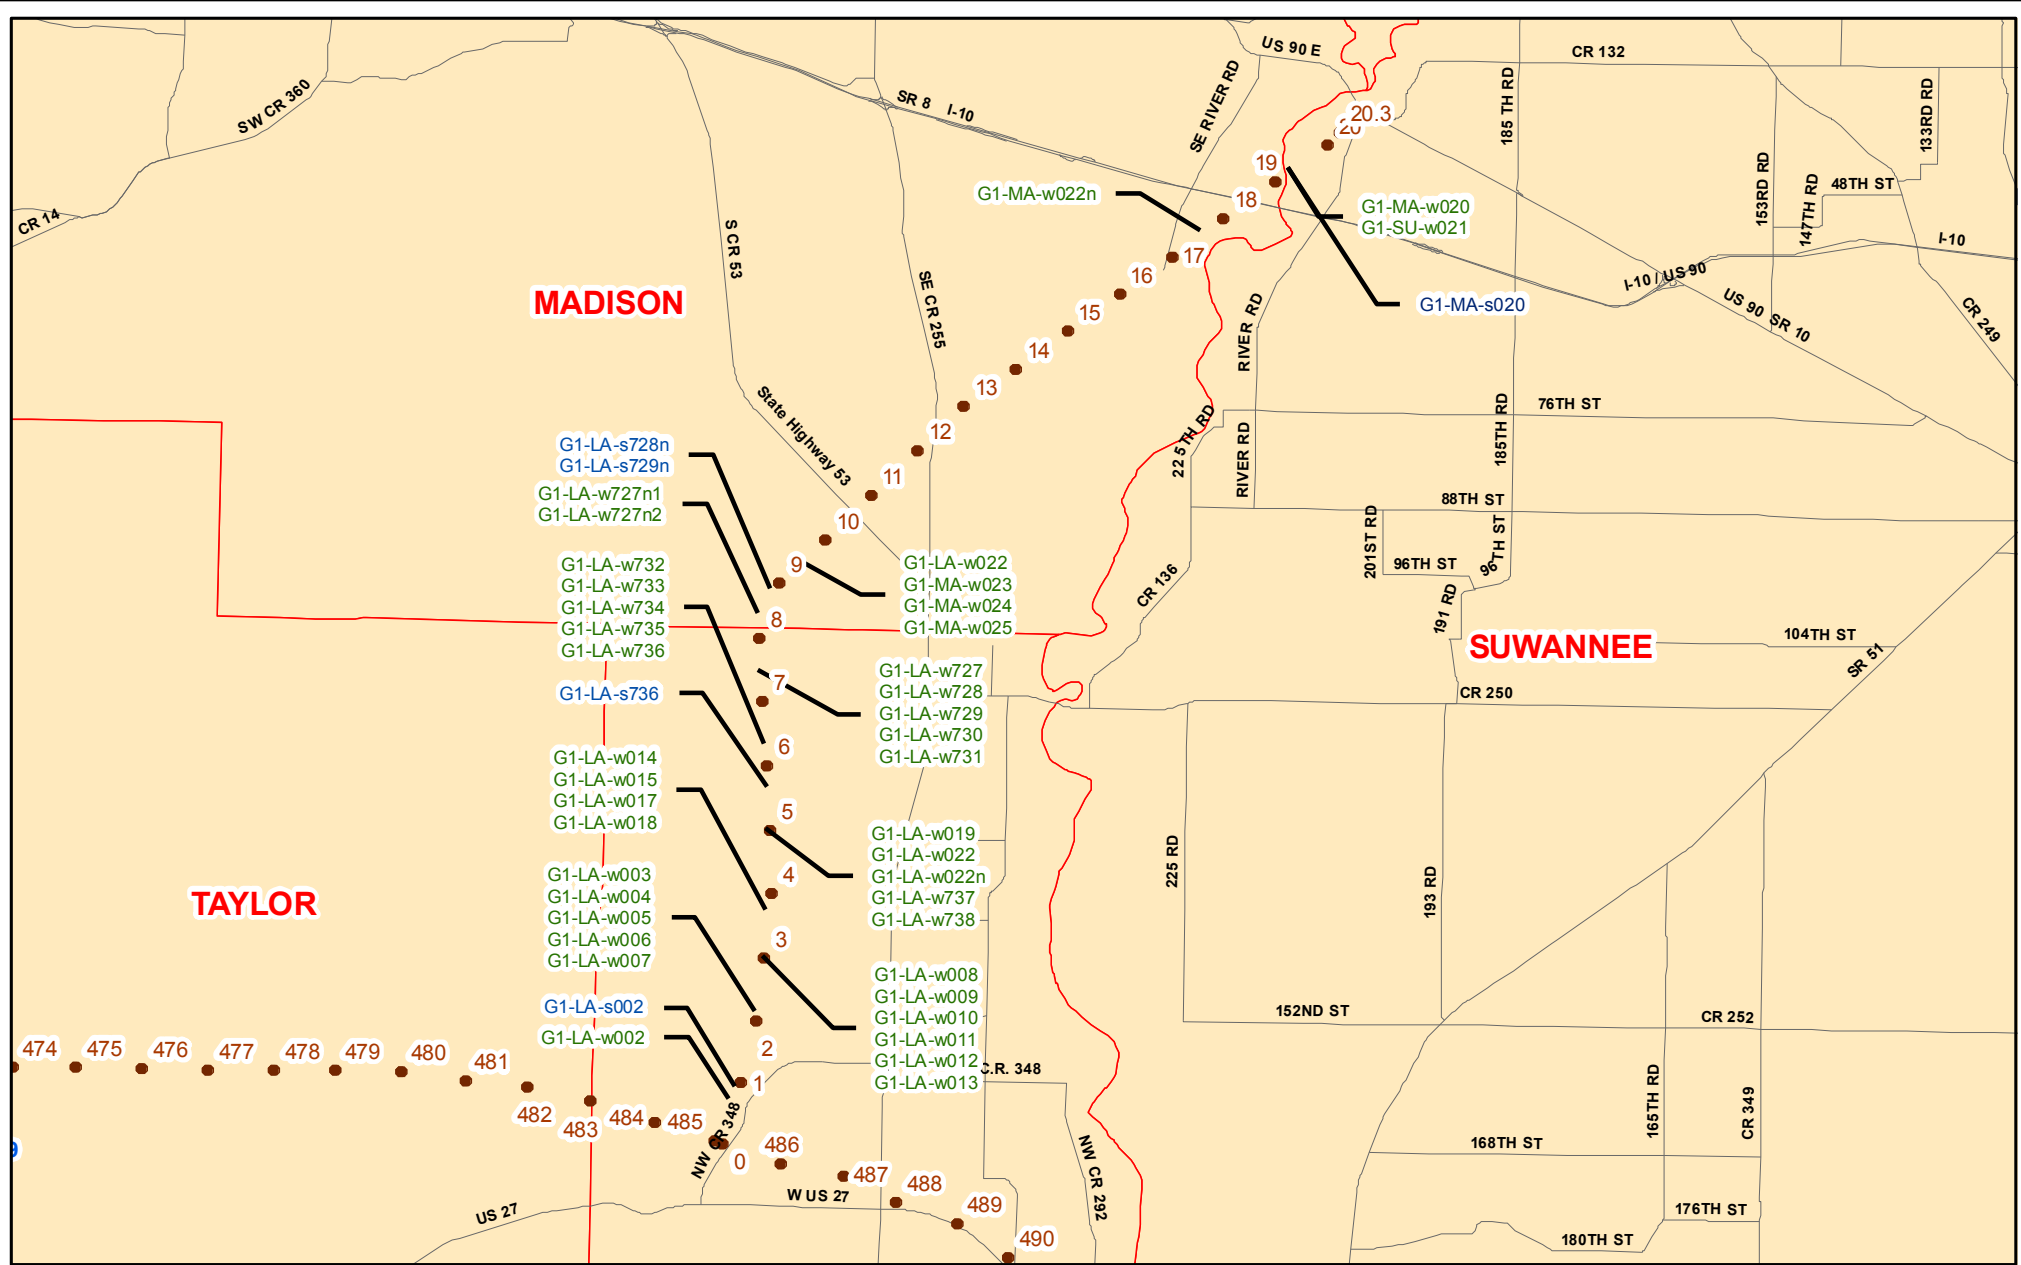 US 90 E
CR 132
SW CR 360
SR 8
I-10
SE RIVER RD
20.3
20
185 TH RD
133RD RD
19
153RD RD
147TH RD
48TH ST
CR 14
G1-MA-w022n
18
G1-MA-w020
G1-SU-w021
S CR 53
17
I-10
16
I-10 / US 90
MADISON
SE CR 255
15
RIVER RD
G1-MA-s020
US 90
SR 10
CR 249
14
13
State Highway 53
76TH ST
12
22 5TH RD
RIVER RD
185TH RD
G1-LA-s728n
G1-LA-s729n
11
G1-LA-w727n1
G1-LA-w727n2
88TH ST
10
201ST RD
96TH ST
96TH ST
9
G1-LA-w022
G1-MA-w023
G1-MA-w024
G1-MA-w025
CR 136
G1-LA-w732
G1-LA-w733
G1-LA-w734
G1-LA-w735
G1-LA-w736
191 RD
8
SUWANNEE
104TH ST
SR 51
7
G1-LA-w727
G1-LA-w728
G1-LA-w729
G1-LA-w730
G1-LA-w731
G1-LA-s736
CR 250
6
G1-LA-w014
G1-LA-w015
G1-LA-w017
G1-LA-w018
5
G1-LA-w019
G1-LA-w022
G1-LA-w022n
G1-LA-w737
G1-LA-w738
225 RD
193 RD
4
TAYLOR
G1-LA-w003
G1-LA-w004
G1-LA-w005
G1-LA-w006
G1-LA-w007
3
G1-LA-w008
G1-LA-w009
G1-LA-w010
G1-LA-w011
G1-LA-w012
G1-LA-w013
G1-LA-s002
G1-LA-w002
152ND ST
CR 252
2
C.R. 348
474
475
476
477
478
479
480
481
1
482
483
484
485
NW CR 348
0
486
487
488
489
490
165TH RD
CR 349
168TH ST
NW CR 292
W US 27
US 27
176TH ST
180TH ST